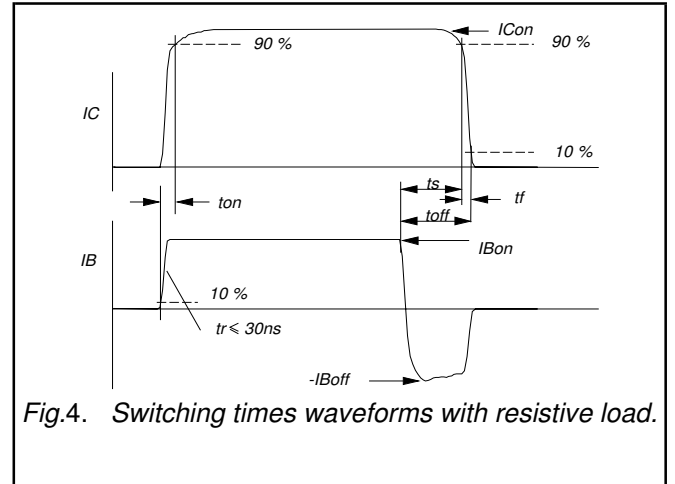 ICon
90 %
90 %
IC
10 %
ts
ton
tf
toff
IB
IBon
10 %
tr ⩽ 30ns
-IBoff
Fig.4. Switching times waveforms with resistive load.